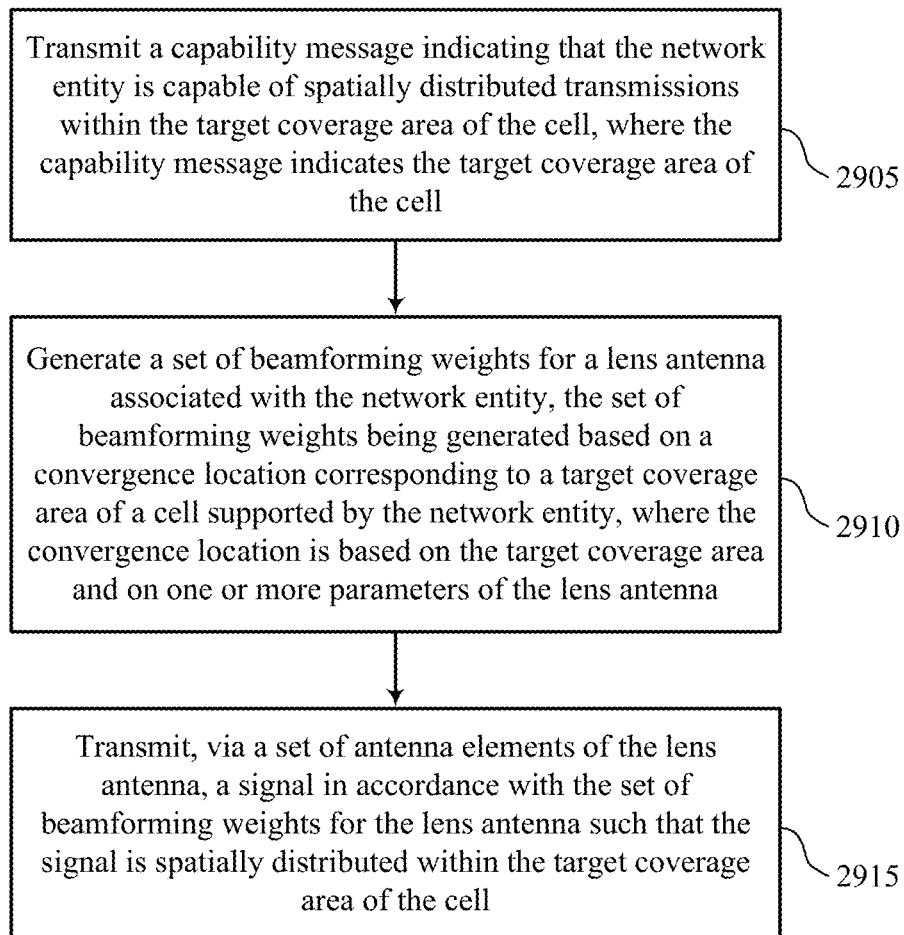 Transmit a capability message indicating that the network
entity is capable of spatially distributed transmissions
within the target coverage area of the cell, where the
capability message indicates the target coverage area of
the cell
2905
Generate a set of beamforming weights for a lens antenna
associated with the network entity, the set of
beamforming weights being generated based on a
convergence location corresponding to a target coverage
area of a cell supported by the network entity, where the
convergence location is based on the target coverage area
and on one or more parameters of the lens antenna
2910
Transmit, via a set of antenna elements of the lens
antenna, a signal in accordance with the set of
beamforming weights for the lens antenna such that the
signal is spatially distributed within the target coverage
area of the cell
2915